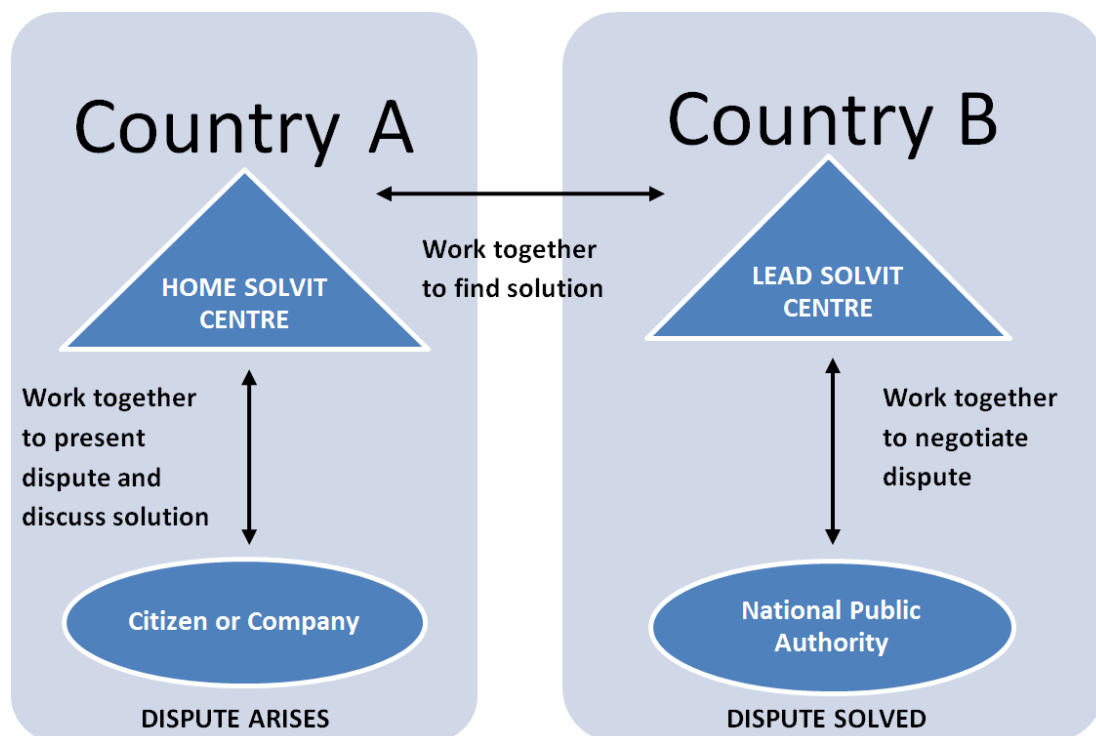 Country A
Country B
HOME SOLVIT
CENTRE
Work together
to find solution
LEAD SOLVIT
CENTRE
Work together
to present
dispute and
discuss solution
Work together
to negotiate
dispute
Citizen or Company
National Public
Authority
DISPUTE ARISES
DISPUTE SOLVED